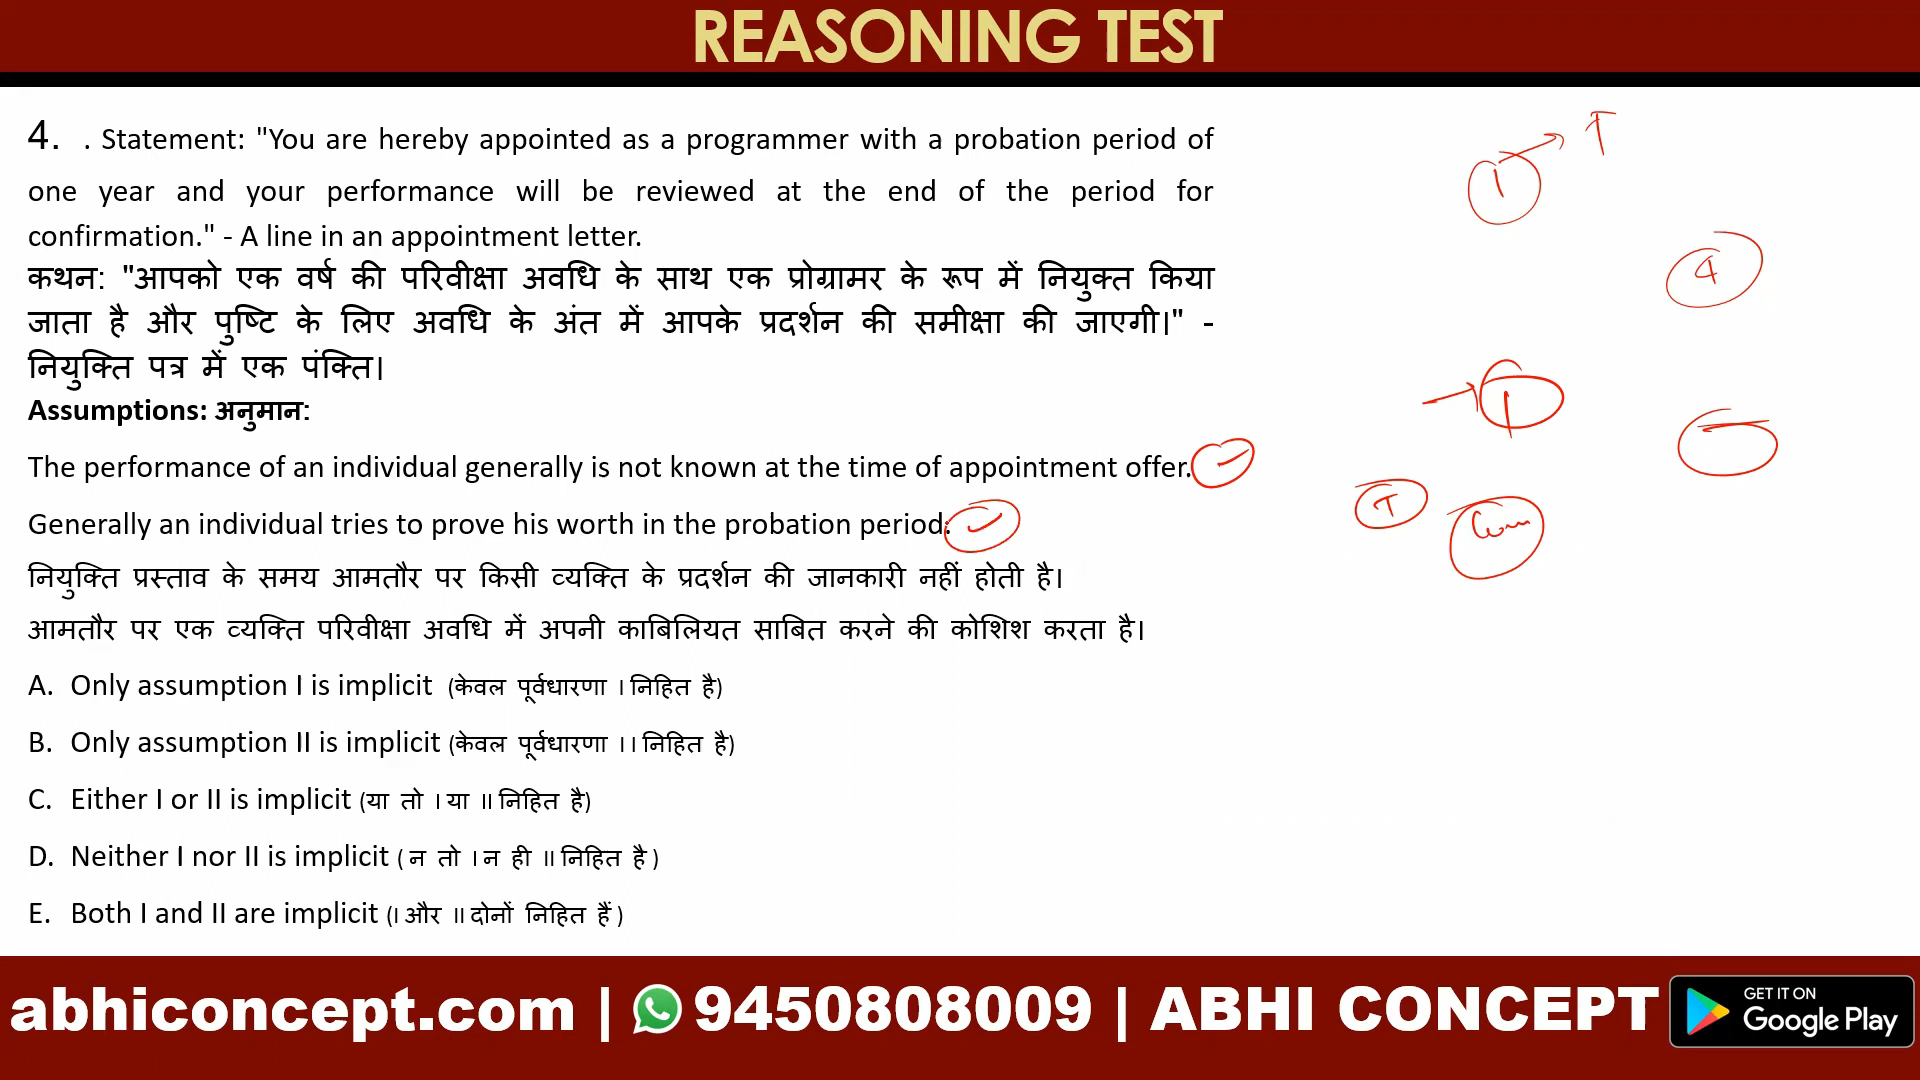 REASONING TEST
4. . Statement: "You are hereby appointed as a programmer with a probation period of
one year and your performance will be reviewed at the end of the period for
confirmation." - A line in an appointment letter.
कथन: "आपको एक वर्ष की परिवीक्षा अवधि के साथ एक प्रोग्रामर के रूप में नियुक्त किया
जाता है और पुष्टि के लिए अवधि के अंत में आपके प्रदर्शन की समीक्षा की जाएगी।" -
नियुक्ति पत्र में एक पंक्ति।
Assumptions: अनुमान:
The performance of an individual generally is not known at the time of appointment offer.
Generally an individual tries to prove his worth in the probation period.
नियुक्ति प्रस्ताव के समय आमतौर पर किसी व्यक्ति के प्रदर्शन की जानकारी नहीं होती है।
आमतौर पर एक व्यक्ति परिवीक्षा अवधि में अपनी काबिलियत साबित करने की कोशिश करता है।
A. Only assumption I is implicit (केवल पूर्वधारणा । निहित है)
B. Only assumption II is implicit (केवल पूर्वधारणा ।। निहित है)
C. Either I or II is implicit (या तो । या ॥ निहित है)
D. Neither I nor II is implicit ( न तो । न ही ॥ निहित है )
E. Both I and II are implicit (। और ॥ दोनों निहित हैं )
1 T
4
1
T
abhiconcept.com | 9450808009 | ABHI CONCEPT
GET IT ON
Google Play